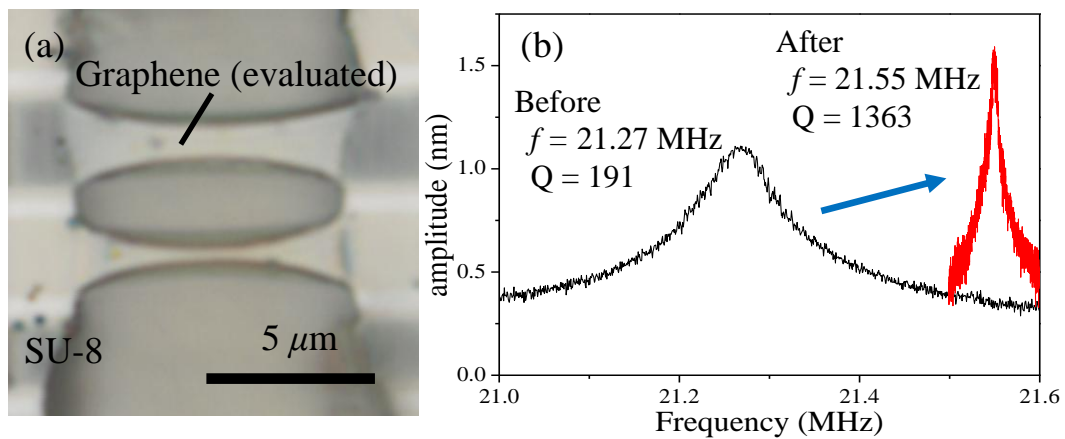 (a)
Graphene (evaluated)
SU-8
5 μm
(b)
Before
f = 21.27 MHz
Q = 191
After
f = 21.55 MHz
Q = 1363
amplitude (nm)
1.5
1.0
0.5
0.0
21.0
21.2
21.4
21.6
Frequency (MHz)